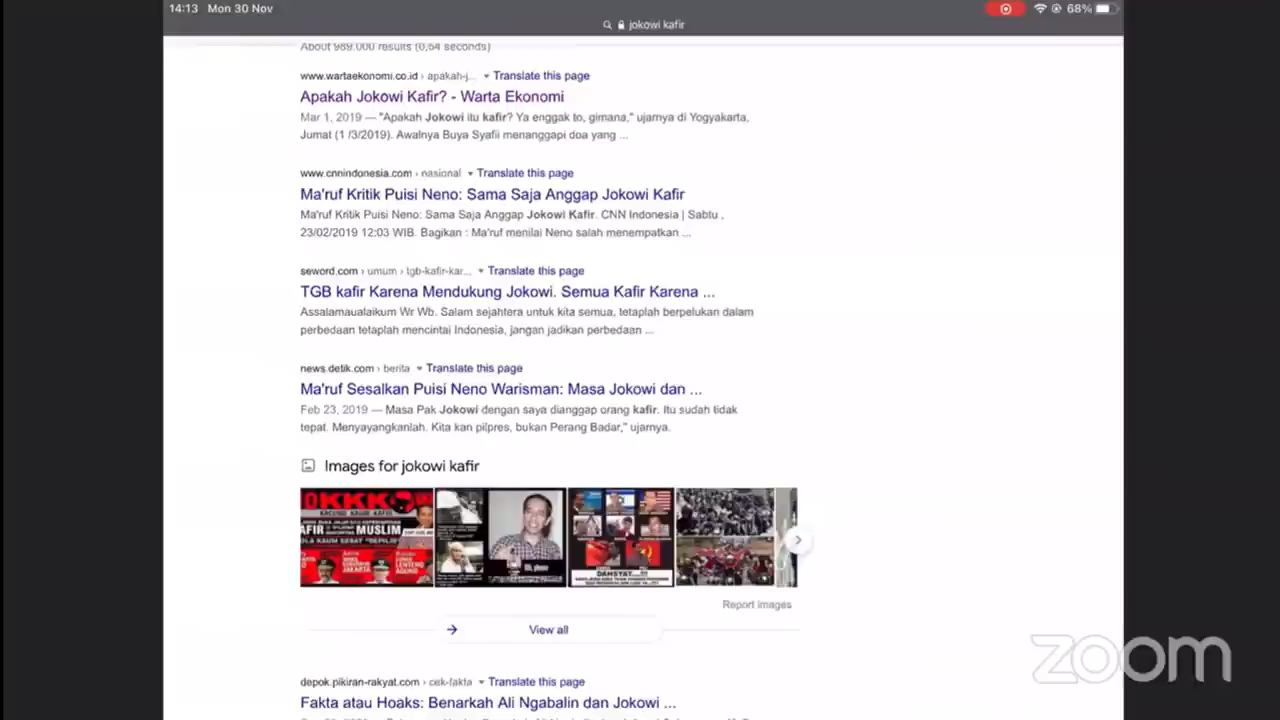 14:13 Mon 30 Nov
68%
jokowi kafir
About 989.000 results (0,54 seconds)
www.wartaekonomi.co.id › apakah-j... Translate this page
Apakah Jokowi Kafir? - Warta Ekonomi
Mar 1, 2019 — "Apakah Jokowi itu kafir? Ya enggak to, gimana," ujarnya di Yogyakarta,
Jumat (1 /3/2019). Awalnya Buya Syafii menanggapi doa yang ...
www.cnnindonesia.com › nasional Translate this page
Ma'ruf Kritik Puisi Neno: Sama Saja Anggap Jokowi Kafir
Ma'ruf Kritik Puisi Neno: Sama Saja Anggap Jokowi Kafir. CNN Indonesia | Sabtu ,
23/02/2019 12:03 WIB. Bagikan : Ma'ruf menilai Neno salah menempatkan ...
seword.com › umum › tgb-kafir-kar... Translate this page
TGB kafir Karena Mendukung Jokowi. Semua Kafir Karena ...
Assalamaualaikum Wr Wb. Salam sejahtera untuk kita semua, tetaplah berpelukan dalam
perbedaan tetaplah mencintai Indonesia, jangan jadikan perbedaan ...
news.detik.com › berita Translate this page
Ma'ruf Sesalkan Puisi Neno Warisman: Masa Jokowi dan ...
Feb 23, 2019 — Masa Pak Jokowi dengan saya dianggap orang kafir. Itu sudah tidak
tepat. Menyayangkanlah. Kita kan pilpres, bukan Perang Badar," ujarnya.
Images for jokowi kafir
MUSLIM
DAHSYAT....!!!
Report images
View all
depok.pikiran-rakyat.com › cek-fakta Translate this page
Fakta atau Hoaks: Benarkah Ali Ngabalin dan Jokowi ...
zoom